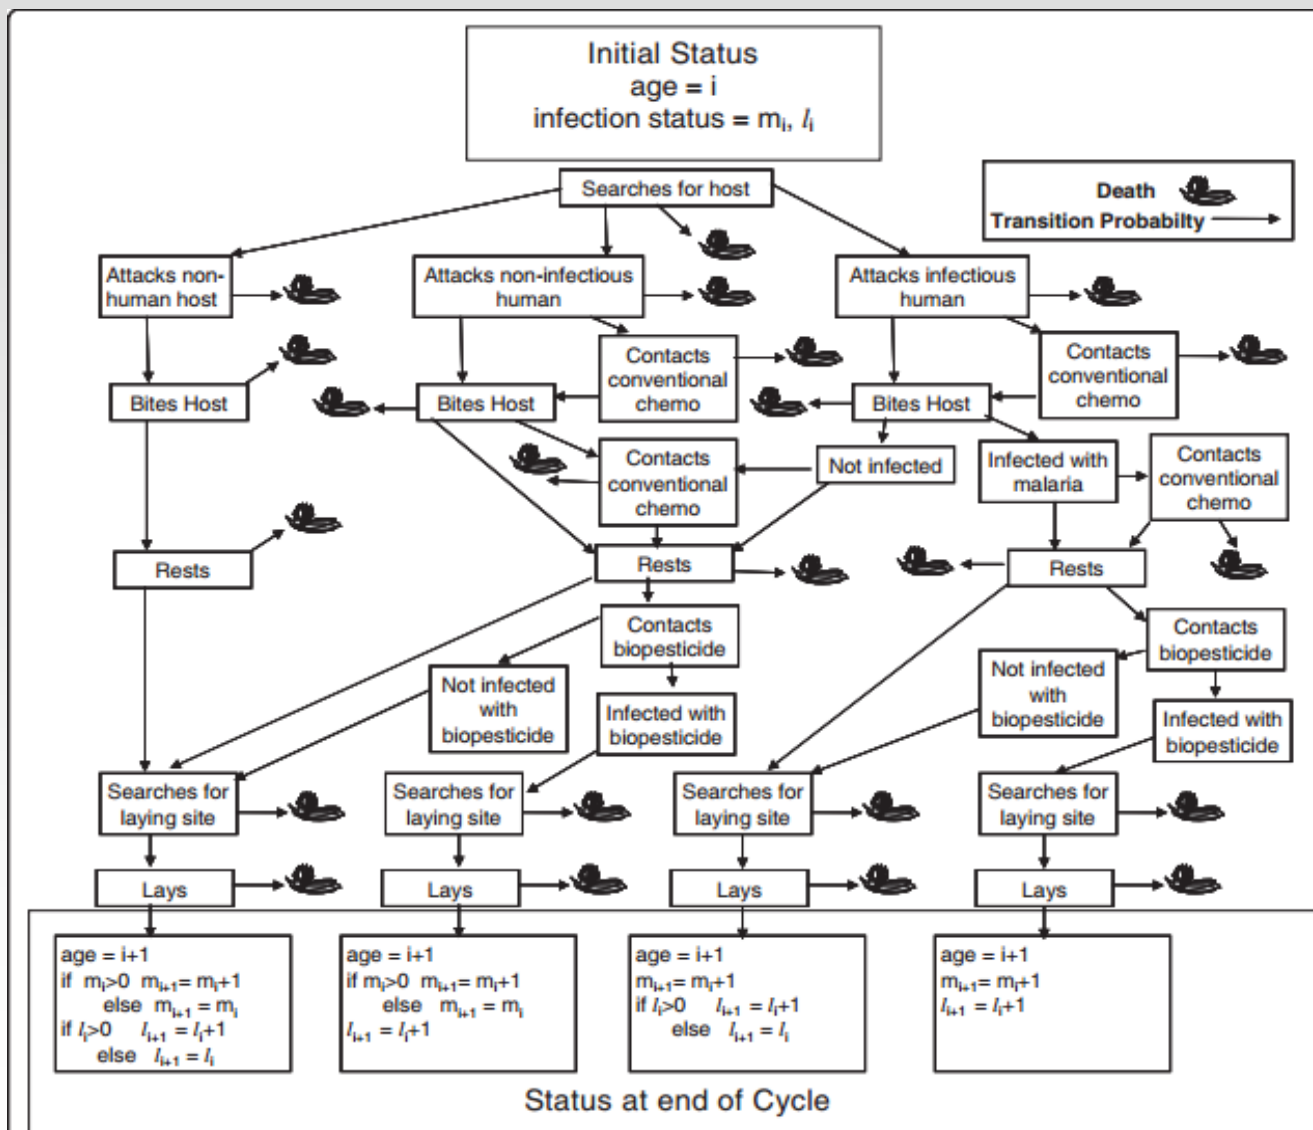 Initial Status
age = i
infection status = mᵢ, lᵢ
Searches for host
Death
Transition Probabilty
Attacks non-
human host
Attacks non-infectious
human
Attacks infectious
human
Contacts
conventional
chemo
Contacts
conventional
chemo
Bites Host
Bites Host
Bites Host
Contacts
conventional
chemo
Not infected
Infected with
malaria
Contacts
conventional
chemo
Rests
Rests
Rests
Contacts
biopesticide
Contacts
biopesticide
Not infected
with
biopesticide
Infected with
biopesticide
Not infected
with
biopesticide
Infected with
biopesticide
Searches for
laying site
Searches for
laying site
Searches for
laying site
Searches for
laying site
Lays
Lays
Lays
Lays
age = i+1
if mᵢ>0 mᵢ₊₁= mᵢ+1
else mᵢ₊₁ = mᵢ
if lᵢ>0 lᵢ₊₁ = lᵢ+1
else lᵢ₊₁ = lᵢ
age = i+1
if mᵢ>0 mᵢ₊₁= mᵢ+1
else mᵢ₊₁ = mᵢ
lᵢ₊₁ = lᵢ+1
age = i+1
mᵢ₊₁= mᵢ+1
if lᵢ>0 lᵢ₊₁ = lᵢ+1
else lᵢ₊₁ = lᵢ
age = i+1
mᵢ₊₁= mᵢ+1
lᵢ₊₁ = lᵢ+1
Status at end of Cycle